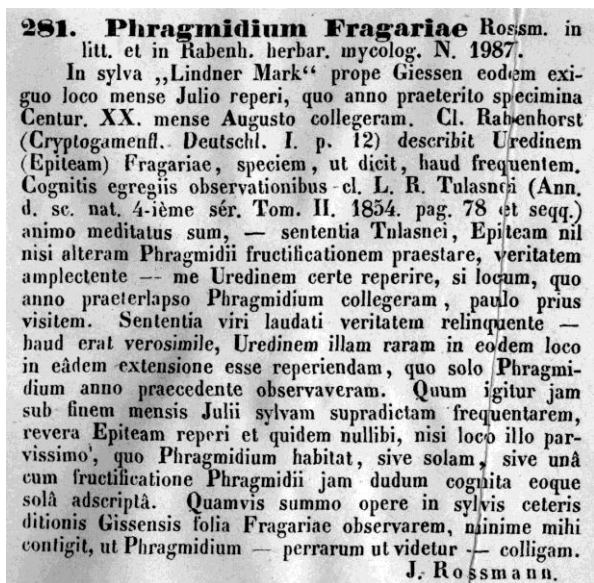 281. Phragmidium Fragariae Rossm. in
litt. et in Rabenh. herbar. mycolog. N. 1987.
In sylva „Lindner Mark“ prope Giessen eodem exi-
guo loco mense Julio reperi, quo anno praeterito specimina
Centur. XX. mense Augusto collegeram. Cl. Rabenhorst
(Cryptogamenfl. Deutschl. I. p. 12) describit Uredinem
(Epiteam) Fragariae, speciem, ut dicit, haud frequentem.
Cognitis egregiis observationibus cl. L. R. Tulasnei (Ann.
d. sc. nat. 4-ième sér. Tom. II. 1854. pag. 78 et seqq.)
animo meditatus sum, — sententia Tnlasnei, Epiteam nil
nisi alteram Phragmidii fructificationem praestare, veritatem
amplectente — me Uredinem certe reperire, si locum, quo
anno praeterlapso Phragmidium collegeram, paulo prius
visitem. Sententia viri laudati veritatem relinquente —
haud erat verosimile, Uredinem illam raram in eodem loco
in eâdem extensione esse reperiendam, quo solo Phragmi-
dium anno praecedente observaveram. Quum igitur jam
sub finem mensis Julii sylvam supradictam frequentarem,
revera Epiteam reperi et quidem nullibi, nisi loco illo par-
vissimo, quo Phragmidium habitat, sive solam, sive unâ
cum fructificatione Phragmidii jam dudum cognita eoque
solâ adscriptâ. Quamvis summo opere in sylvis ceteris
ditionis Gissensis folia Fragariae observarem, minime mihi
contigit, ut Phragmidium — perrarum ut videtur — colligam.
J. Rossmann.